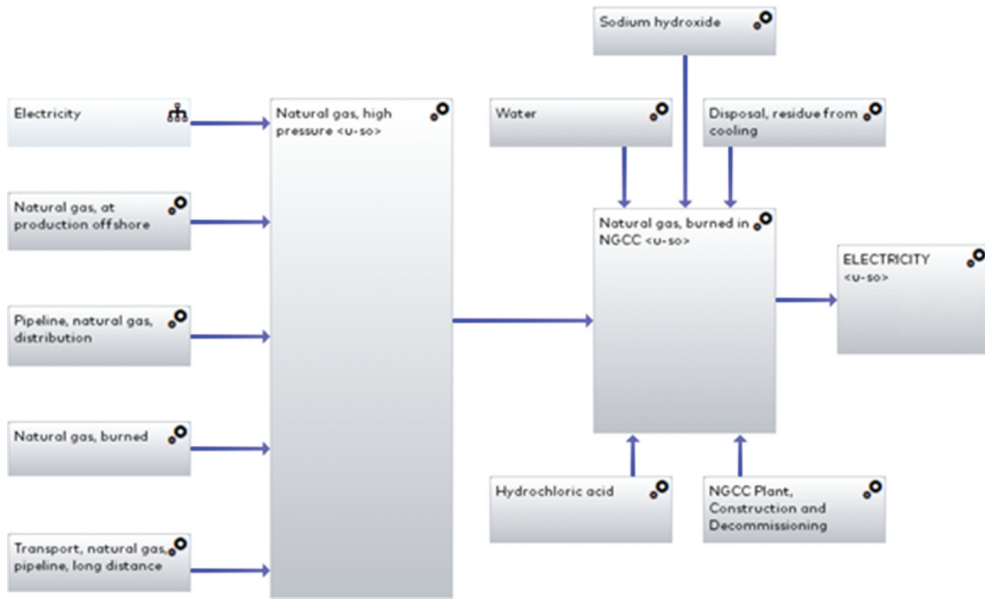 Sodium hydroxide
Electricity
Natural gas, high
pressure <u-so>
Water
Disposal, residue from
cooling
Natural gas, at
production offshore
Natural gas, burned in
NGCC <u-so>
ELECTRICITY
<u-so>
Pipeline, natural gas,
distribution
Natural gas, burned
Hydrochloric acid
NGCC Plant,
Construction and
Decommissioning
Transport, natural gas,
pipeline, long distance